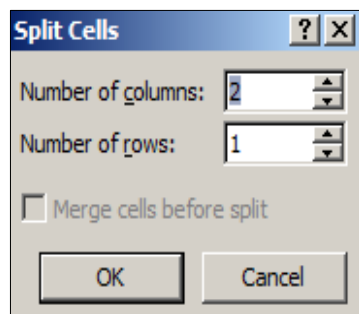 Split Cells
Number of columns: 2
Number of rows: 1
Merge cells before split
OK Cancel